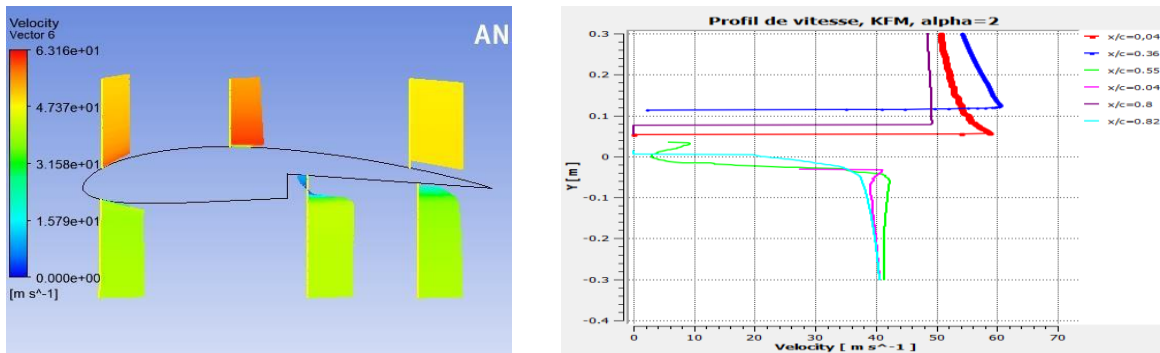 Velocity
Vector 6
6.316e+01
4.737e+01
3.158e+01
1.579e+01
0.000e+00
[m s^-1]
AN
Profil de vitesse, KFM, alpha=2
0.3
0.2
0.1
0
-0.1
-0.2
-0.3
-0.4
Y [m]
0
10
20
30
40
50
60
70
Velocity [ m s^-1 ]
x/c=0,04
x/c=0.36
x/c=0.55
x/c=0.04
x/c=0.8
x/c=0.82